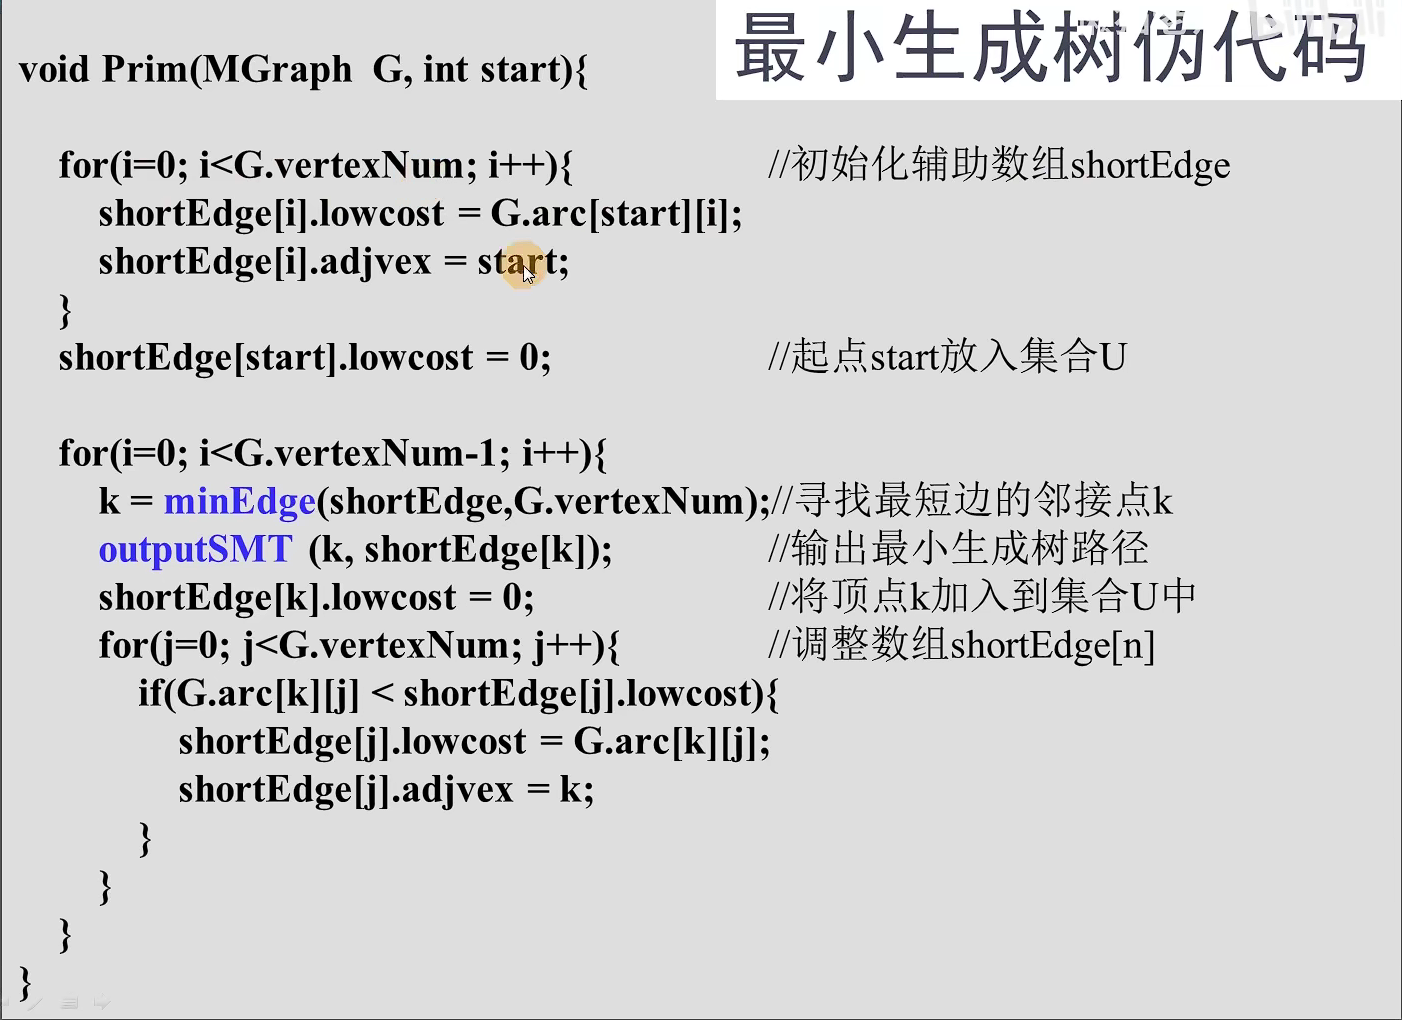 最小生成树伪代码
void Prim(MGraph G, int start){
for(i=0; i<G.vertexNum; i++){ //初始化辅助数组shortEdge
shortEdge[i].lowcost = G.arc[start][i];
shortEdge[i].adjvex = start;
}
shortEdge[start].lowcost = 0; //起点start放入集合U
for(i=0; i<G.vertexNum-1; i++){
k = minEdge(shortEdge,G.vertexNum);//寻找最短边的邻接点k
outputSMT (k, shortEdge[k]); //输出最小生成树路径
shortEdge[k].lowcost = 0; //将顶点k加入到集合U中
for(j=0; j<G.vertexNum; j++){ //调整数组shortEdge[n]
if(G.arc[k][j] < shortEdge[j].lowcost){
shortEdge[j].lowcost = G.arc[k][j];
shortEdge[j].adjvex = k;
}
}
}
}